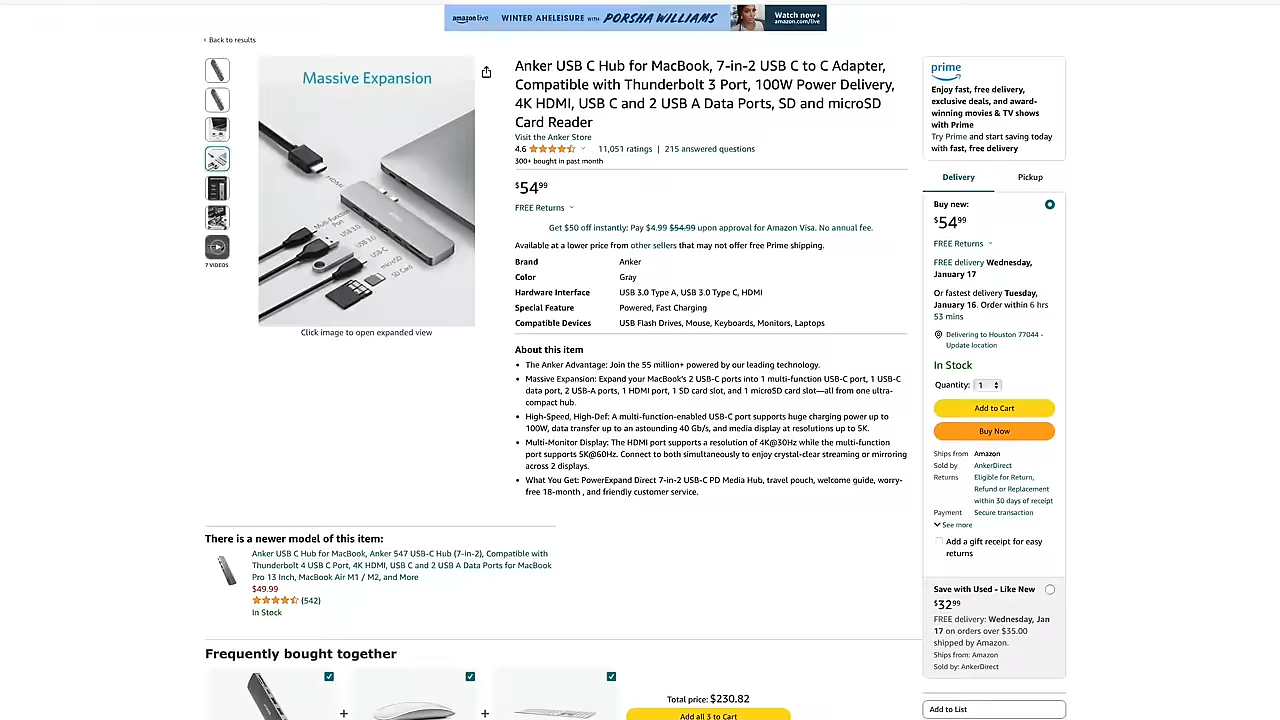 amazonlive WINTER AHELEISURE WITH PORSHA WILLIAMS Watch now›
amazon.com/live
‹ Back to results
Massive Expansion
HDMI
Multi-Function
Port
USB 3.0
USB 3.0
USB-C
microSD
SD Card
7 VIDEOS
Click image to open expanded view
Anker USB C Hub for MacBook, 7-in-2 USB C to C Adapter,
Compatible with Thunderbolt 3 Port, 100W Power Delivery,
4K HDMI, USB C and 2 USB A Data Ports, SD and microSD
Card Reader
Visit the Anker Store
4.6 11,051 ratings | 215 answered questions
300+ bought in past month
$54 99
FREE Returns
Get $50 off instantly: Pay $4.99 $54.99 upon approval for Amazon Visa. No annual fee.
Available at a lower price from other sellers that may not offer free Prime shipping.
Brand Anker
Color Gray
Hardware Interface USB 3.0 Type A, USB 3.0 Type C, HDMI
Special Feature Powered, Fast Charging
Compatible Devices USB Flash Drives, Mouse, Keyboards, Monitors, Laptops
About this item
• The Anker Advantage: Join the 55 million+ powered by our leading technology.
• Massive Expansion: Expand your MacBook's 2 USB-C ports into 1 multi-function USB-C port, 1 USB-C
data port, 2 USB-A ports, 1 HDMI port, 1 SD card slot, and 1 microSD card slot—all from one ultra-
compact hub.
• High-Speed, High-Def: A multi-function-enabled USB-C port supports huge charging power up to
100W, data transfer up to an astounding 40 Gb/s, and media display at resolutions up to 5K.
• Multi-Monitor Display: The HDMI port supports a resolution of 4K@30Hz while the multi-function
port supports 5K@60Hz. Connect to both simultaneously to enjoy crystal-clear streaming or mirroring
across 2 displays.
• What You Get: PowerExpand Direct 7-in-2 USB-C PD Media Hub, travel pouch, welcome guide, worry-
free 18-month , and friendly customer service.
There is a newer model of this item:
Anker USB C Hub for MacBook, Anker 547 USB-C Hub (7-in-2), Compatible with
Thunderbolt 4 USB C Port, 4K HDMI, USB C and 2 USB A Data Ports for MacBook
Pro 13 Inch, MacBook Air M1 / M2, and More
$49.99
(542)
In Stock
Frequently bought together
+ +
Total price: $230.82
Add all 3 to Cart
prime
Enjoy fast, free delivery,
exclusive deals, and award-
winning movies & TV shows
with Prime
Try Prime and start saving today
with fast, free delivery
Delivery Pickup
Buy new:
$54 99
FREE Returns
FREE delivery Wednesday,
January 17
Or fastest delivery Tuesday,
January 16. Order within 6 hrs
53 mins
Delivering to Houston 77044 -
Update location
In Stock
Quantity: 1
Add to Cart
Buy Now
Ships from Amazon
Sold by AnkerDirect
Returns Eligible for Return,
Refund or Replacement
within 30 days of receipt
Payment Secure transaction
See more
Add a gift receipt for easy
returns
Save with Used - Like New
$32 99
FREE delivery: Wednesday, Jan
17 on orders over $35.00
shipped by Amazon.
Ships from: Amazon
Sold by: AnkerDirect
Add to List